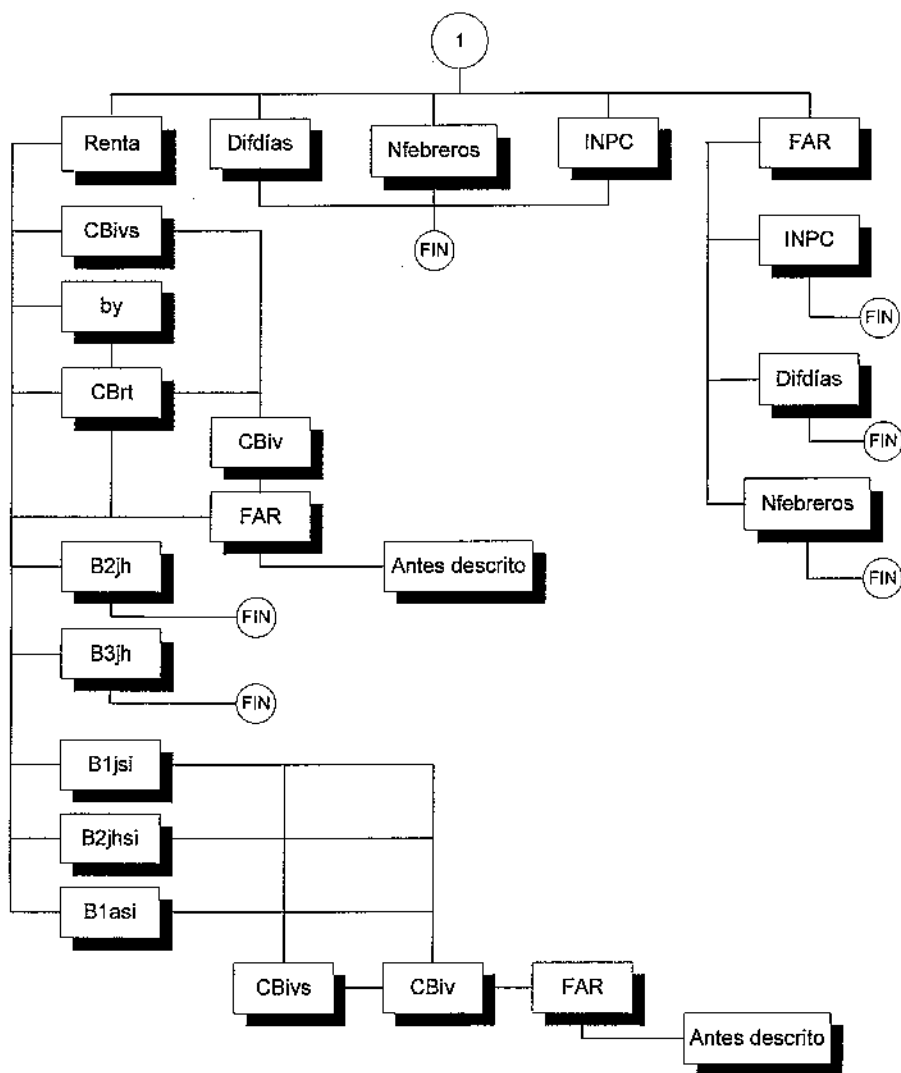 1
Renta
Difdías
Nfebreros
INPC
FAR
CBivs
FIN
INPC
by
FIN
CBrt
Difdías
CBiv
FIN
FAR
Nfebreros
B2jh
Antes descrito
FIN
FIN
B3jh
FIN
B1jsi
B2jhsi
B1asi
CBivs
CBiv
FAR
Antes descrito